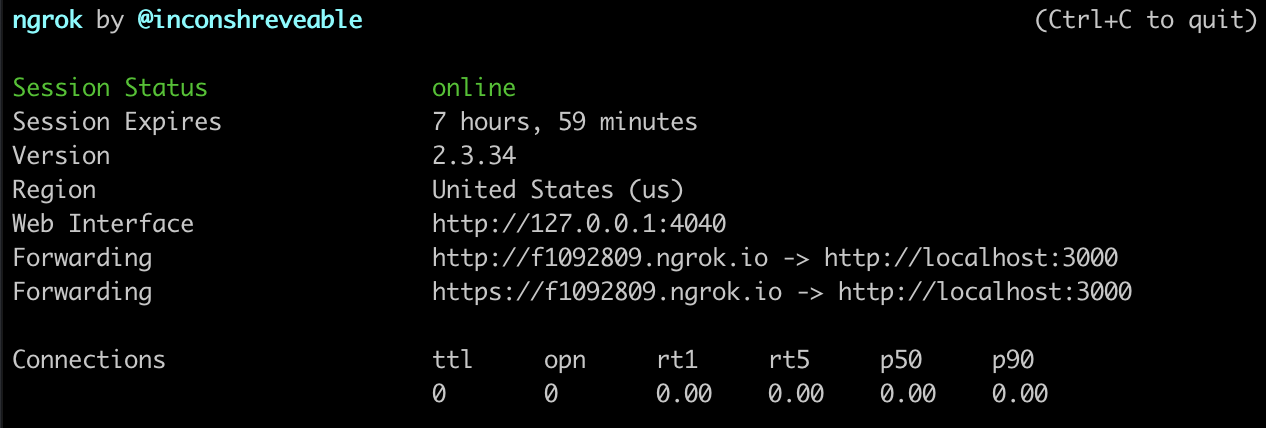 ngrok by @inconshreveable (Ctrl+C to quit)
Session Status online
Session Expires 7 hours, 59 minutes
Version 2.3.34
Region United States (us)
Web Interface http://127.0.0.1:4040
Forwarding http://f1092809.ngrok.io -> http://localhost:3000
Forwarding https://f1092809.ngrok.io -> http://localhost:3000
Connections ttl opn rt1 rt5 p50 p90
0 0 0.00 0.00 0.00 0.00